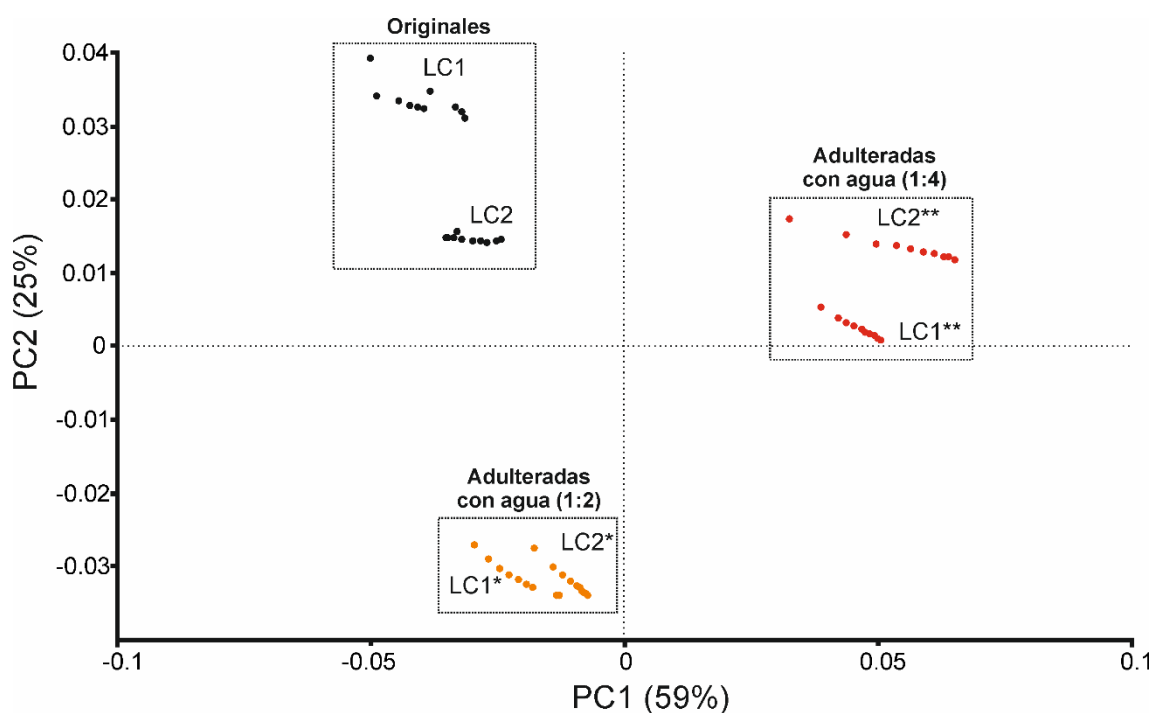 Originales
0.04
LC1
0.03
Adulteradas
con agua (1:4)
0.02
LC2
LC2**
0.01
LC1**
0
PC2 (25%)
-0.01
-0.02
Adulteradas
con agua (1:2)
-0.03
LC2*
LC1*
-0.1
-0.05
0
0.05
0.1
PC1 (59%)